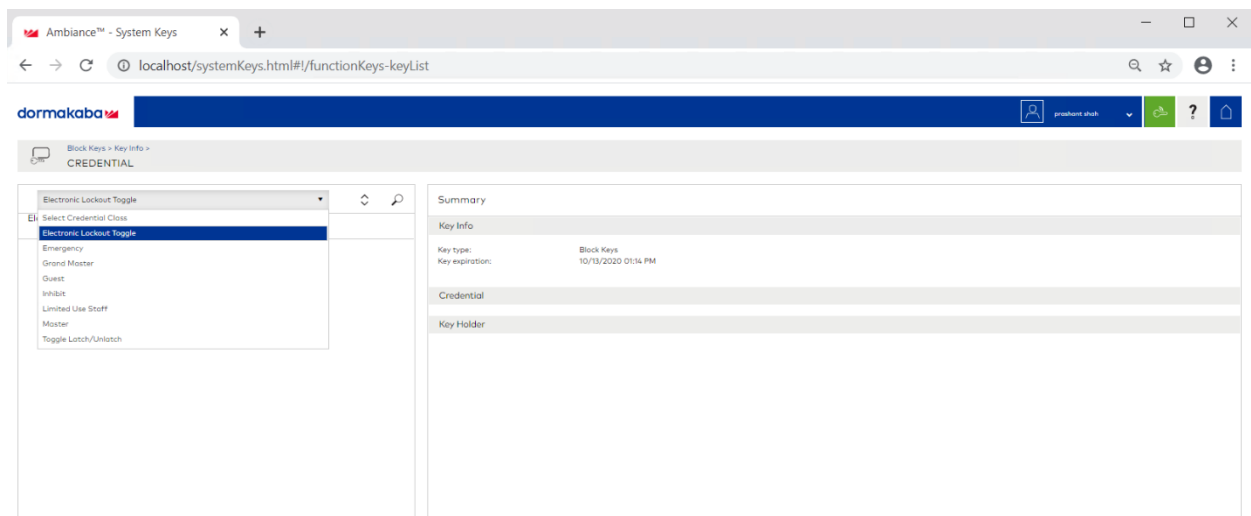 Ambiance™ - System Keys
localhost/systemKeys.html#!/functionKeys-keyList
dormakaba
prashant shah
?
Block Keys > Key Info >
CREDENTIAL
Electronic Lockout Toggle
Select Credential Class
Electronic Lockout Toggle
Emergency
Grand Master
Guest
Inhibit
Limited Use Staff
Master
Toggle Latch/Unlatch
Summary
Key Info
Key type: Block Keys
Key expiration: 10/13/2020 01:14 PM
Credential
Key Holder